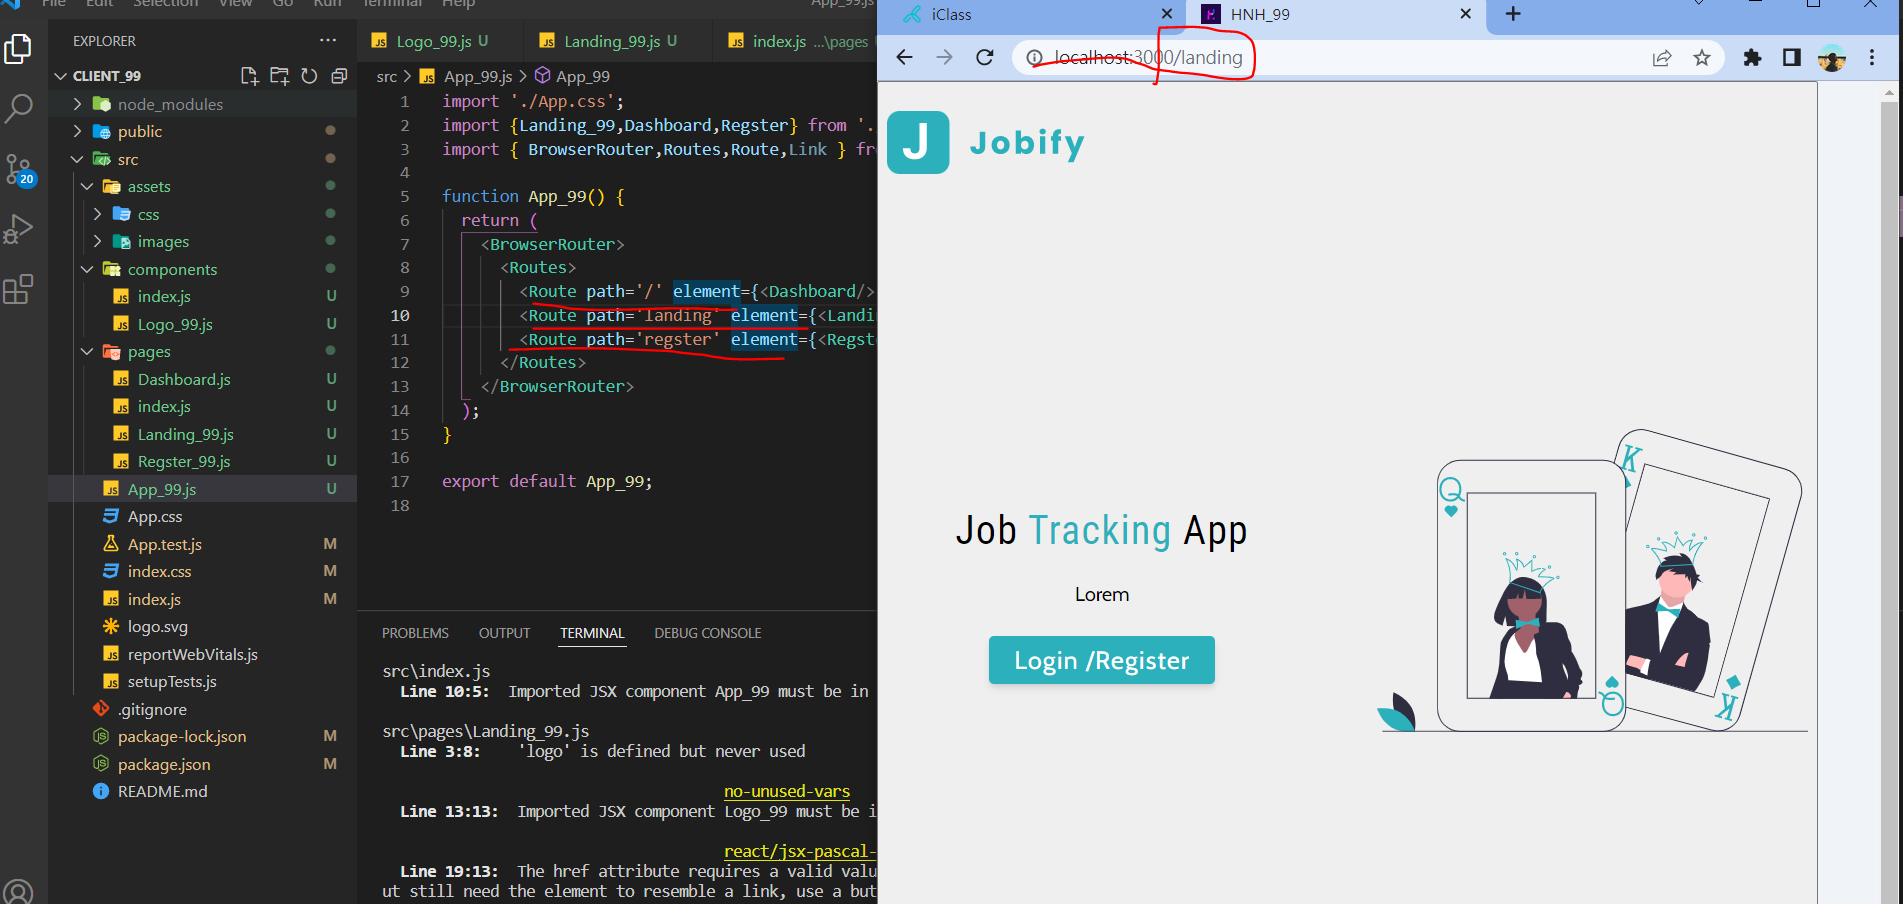 File Edit Selection View Go Run Terminal Help App_99.js
EXPLORER
CLIENT_99
node_modules
public
src
assets
css
images
components
index.js U
Logo_99.js U
pages
Dashboard.js U
index.js U
Landing_99.js U
Regster_99.js U
App_99.js U
App.css
App.test.js M
index.css M
index.js M
logo.svg
reportWebVitals.js
setupTests.js
.gitignore
package-lock.json M
package.json M
README.md
20
Logo_99.js U
Landing_99.js U
index.js ...\pages U
src > App_99.js > App_99
1 import './App.css';
2 import {Landing_99,Dashboard,Regster} from '.
3 import { BrowserRouter,Routes,Route,Link } fro
4
5 function App_99() {
6 return (
7 <BrowserRouter>
8 <Routes>
9 <Route path='/' element={<Dashboard/>
10 <Route path='landing' element={<Landi
11 <Route path='regster' element={<Regst
12 </Routes>
13 </BrowserRouter>
14 );
15 }
16
17 export default App_99;
18
PROBLEMS OUTPUT TERMINAL DEBUG CONSOLE
src\index.js
Line 10:5: Imported JSX component App_99 must be in
src\pages\Landing_99.js
Line 3:8: 'logo' is defined but never used
no-unused-vars
Line 13:13: Imported JSX component Logo_99 must be i
react/jsx-pascal-
Line 19:13: The href attribute requires a valid valu
ut still need the element to resemble a link, use a but
iClass
HNH_99
localhost:3000/landing
J Jobify
Job Tracking App
Lorem
Login /Register
Q
Q
K
K